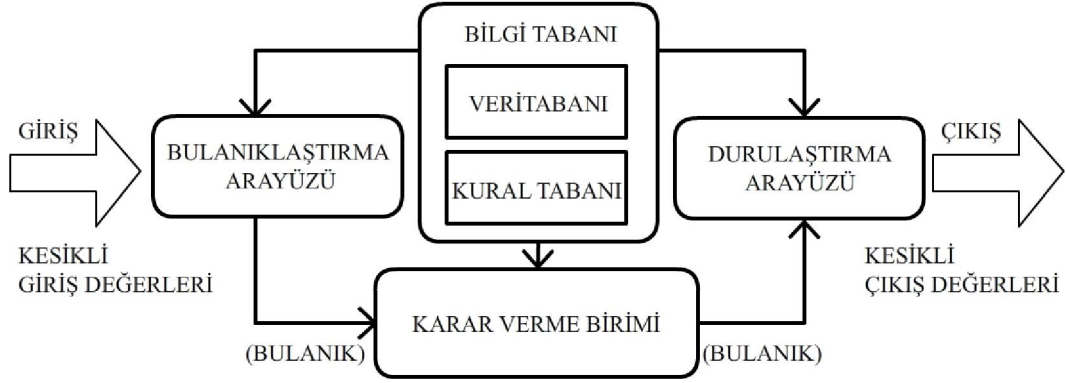 BİLGİ TABANI
VERİTABANI
KURAL TABANI
GİRİŞ
BULANIKLAŞTIRMA
ARAYÜZÜ
KESİKLİ
GİRİŞ DEĞERLERİ
DURULAŞTIRMA
ARAYÜZÜ
ÇIKIŞ
KESİKLİ
ÇIKIŞ DEĞERLERİ
KARAR VERME BİRİMİ
(BULANIK)
(BULANIK)